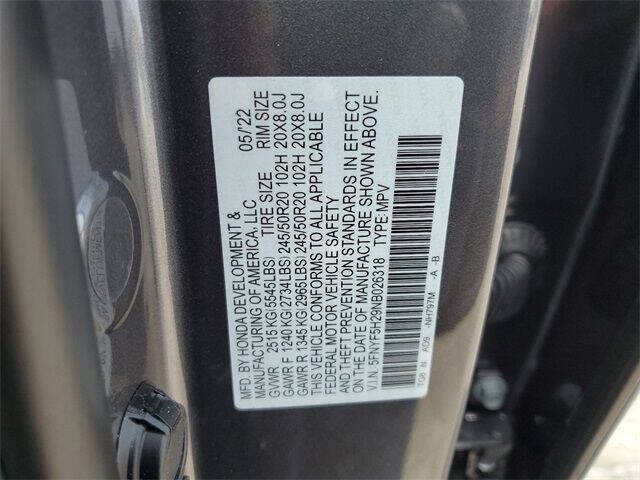 MFD. BY HONDA DEVELOPMENT &
MANUFACTURING OF AMERICA, LLC 05/'22
GVWR 2515 KG(5545LBS) TIRE SIZE RIM SIZE
GAWR F 1240 KG(2734LBS) 245/50R20 102H 20X8.0J
GAWR R 1345 KG(2965LBS) 245/50R20 102H 20X8.0J
THIS VEHICLE CONFORMS TO ALL APPLICABLE
FEDERAL MOTOR VEHICLE SAFETY
AND THEFT PREVENTION STANDARDS IN EFFECT
ON THE DATE OF MANUFACTURE SHOWN ABOVE.
V.I.N. 5FNYF5H29NB026318 TYPE: MPV
TG8 N AD9 -NH797M -A -B